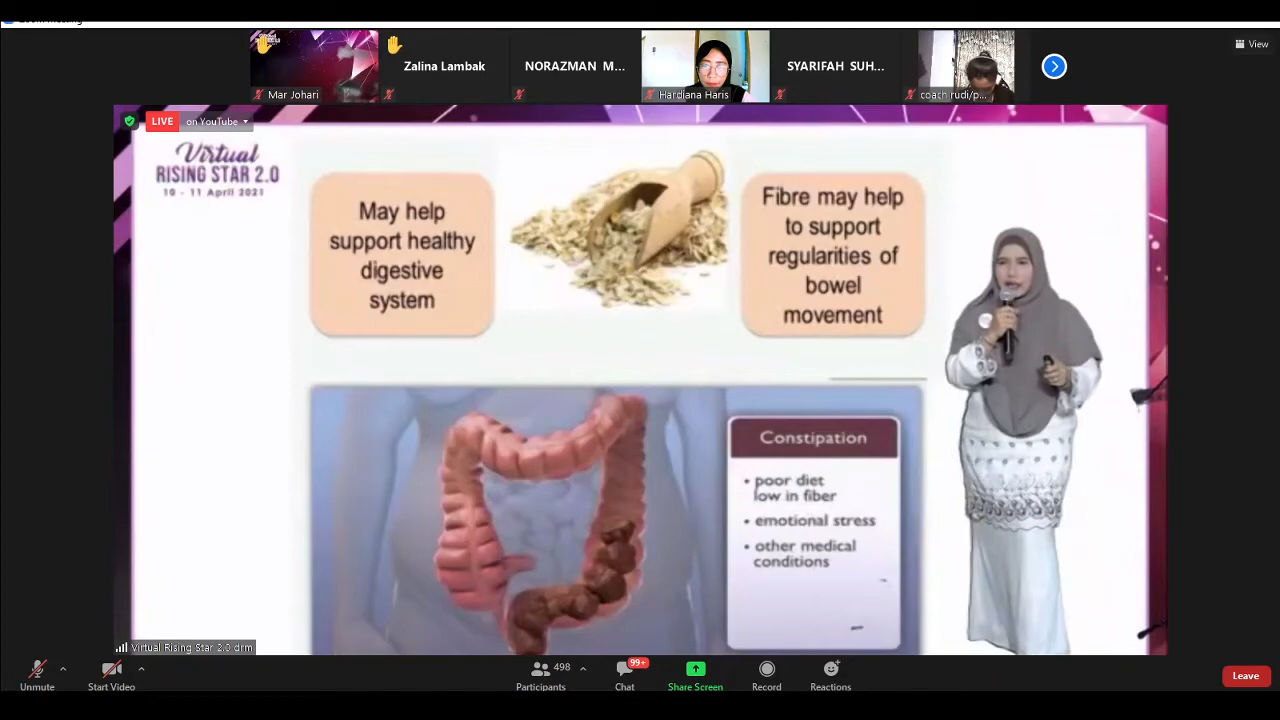 Zoom Meeting
View
Mar Johari
Zalina Lambak
NORAZMAN M...
Hardiana Haris
SYARIFAH SUH...
coach rudi/p...
LIVE
on YouTube
Virtual
RISING STAR 2.0
10 - 11 April 2021
May help
support healthy
digestive
system
Fibre may help
to support
regularities of
bowel
movement
Constipation
• poor diet
low in fiber
• emotional stress
• other medical
conditions
Virtual Rising Star 2.0 drm
Unmute
Start Video
498
Participants
99+
Chat
Share Screen
Record
Reactions
Leave